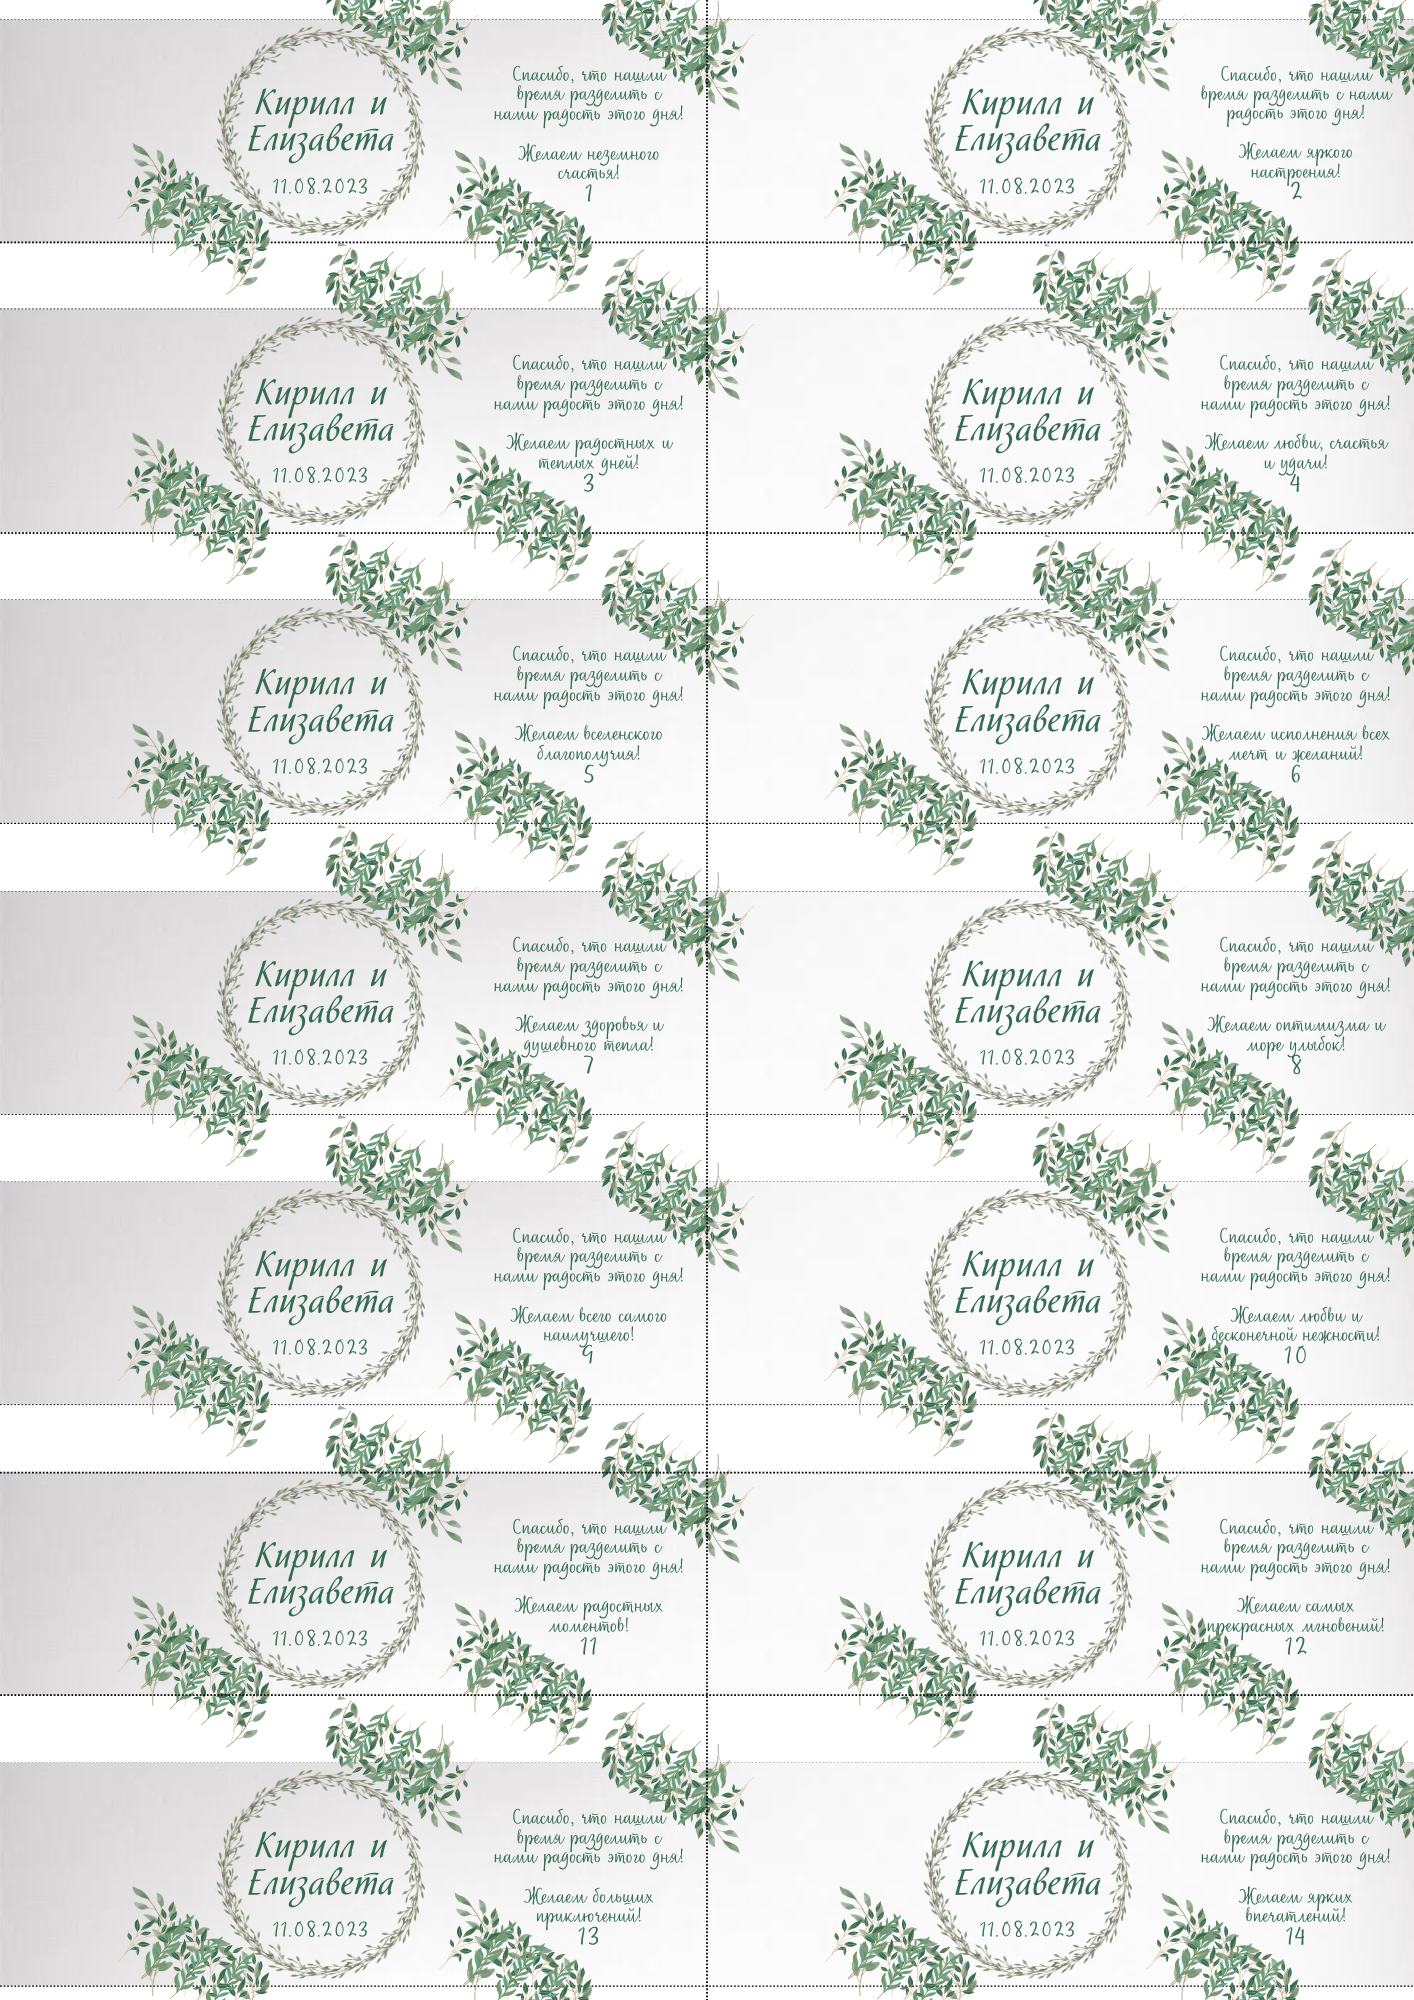 Кирилл и
Елизавета
11.08.2023
Спасибо, что нашли
время разделить с
нами радость этого дня!
Желаем неземного
счастья!
1
Кирилл и
Елизавета
11.08.2023
Спасибо, что нашли
время разделить с нами
радость этого дня!
Желаем яркого
настроения!
2
Кирилл и
Елизавета
11.08.2023
Спасибо, что нашли
время разделить с
нами радость этого дня!
Желаем радостных и
теплых дней!
3
Кирилл и
Елизавета
11.08.2023
Спасибо, что нашли
время разделить с
нами радость этого дня!
Желаем любви, счастья
и удачи!
4
Кирилл и
Елизавета
11.08.2023
Спасибо, что нашли
время разделить с
нами радость этого дня!
Желаем вселенского
благополучия!
5
Кирилл и
Елизавета
11.08.2023
Спасибо, что нашли
время разделить с
нами радость этого дня!
Желаем исполнения всех
мечт и желаний!
6
Кирилл и
Елизавета
11.08.2023
Спасибо, что нашли
время разделить с
нами радость этого дня!
Желаем здоровья и
душевного тепла!
7
Кирилл и
Елизавета
11.08.2023
Спасибо, что нашли
время разделить с
нами радость этого дня!
Желаем оптимизма и
море улыбок!
8
Кирилл и
Елизавета
11.08.2023
Спасибо, что нашли
время разделить с
нами радость этого дня!
Желаем всего самого
наилучшего!
9
Кирилл и
Елизавета
11.08.2023
Спасибо, что нашли
время разделить с
нами радость этого дня!
Желаем любви и
бесконечной нежности!
10
Кирилл и
Елизавета
11.08.2023
Спасибо, что нашли
время разделить с
нами радость этого дня!
Желаем радостных
моментов!
11
Кирилл и
Елизавета
11.08.2023
Спасибо, что нашли
время разделить с
нами радость этого дня!
Желаем самых
прекрасных мгновений!
12
Кирилл и
Елизавета
11.08.2023
Спасибо, что нашли
время разделить с
нами радость этого дня!
Желаем больших
приключений!
13
Кирилл и
Елизавета
11.08.2023
Спасибо, что нашли
время разделить с
нами радость этого дня!
Желаем ярких
впечатлений!
14